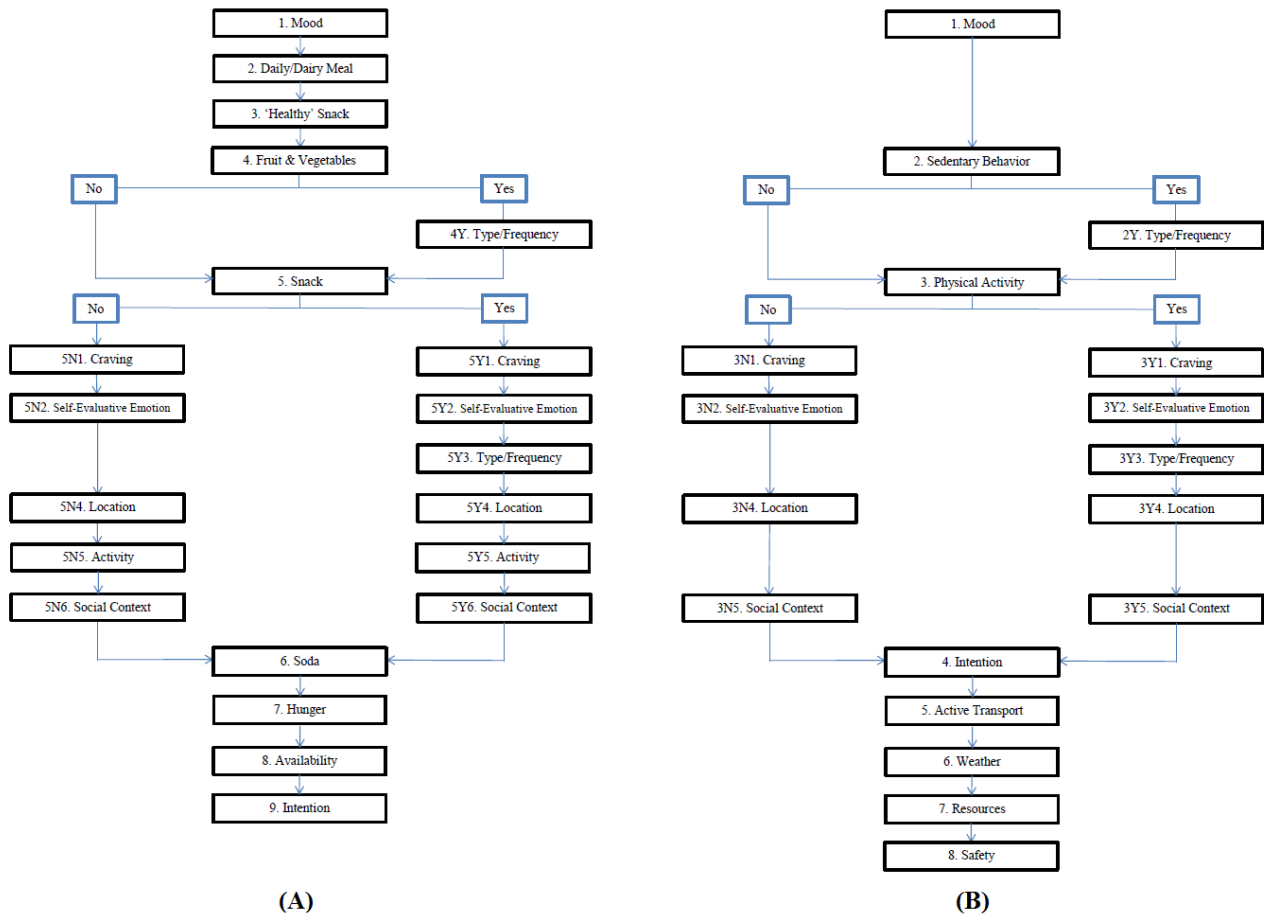 1. Mood
2. Daily/Dairy Meal
3. ‘Healthy’ Snack
4. Fruit & Vegetables
No
Yes
4Y. Type/Frequency
5. Snack
No
Yes
5N1. Craving
5N2. Self-Evaluative Emotion
5N4. Location
5N5. Activity
5N6. Social Context
5Y1. Craving
5Y2. Self-Evaluative Emotion
5Y3. Type/Frequency
5Y4. Location
5Y5. Activity
5Y6. Social Context
6. Soda
7. Hunger
8. Availability
9. Intention
(A)
1. Mood
2. Sedentary Behavior
No
Yes
2Y. Type/Frequency
3. Physical Activity
No
Yes
3N1. Craving
3N2. Self-Evaluative Emotion
3N4. Location
3N5. Social Context
3Y1. Craving
3Y2. Self-Evaluative Emotion
3Y3. Type/Frequency
3Y4. Location
3Y5. Social Context
4. Intention
5. Active Transport
6. Weather
7. Resources
8. Safety
(B)